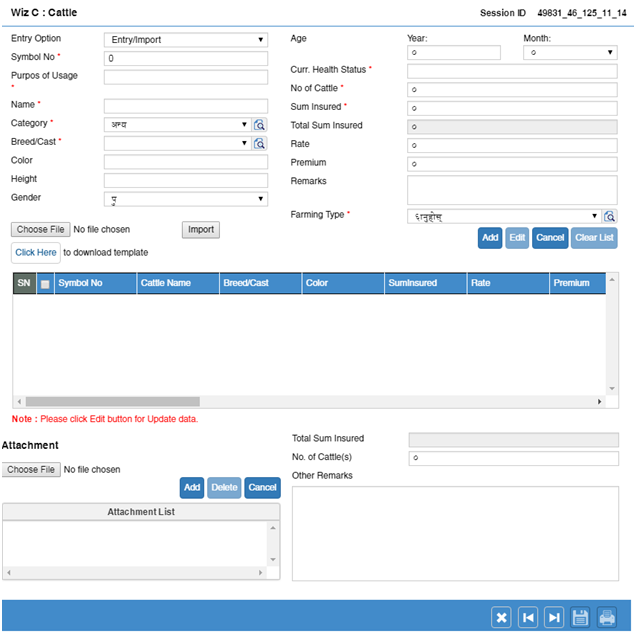 Wiz C : Cattle
Session ID 49831_46_125_11_14
Entry Option Entry/Import
Symbol No * 0
Purpos of Usage
*
Name *
Category * अन्य
Breed/Cast *
Color
Height
Gender पु
Choose File No file chosen Import
Click Here to download template
Age Year: Month:
० ०
Curr. Health Status *
No of Cattle * ०
Sum Insured * ०
Total Sum Insured ०
Rate ०
Premium ०
Remarks
Farming Type *
Add Edit Cancel Clear List
SN Symbol No Cattle Name Breed/Cast Color SumInsured Rate Premium
Note : Please click Edit button for Update data.
Attachment
Choose File No file chosen
Add Delete Cancel
Attachment List
Total Sum Insured
No. of Cattle(s) ०
Other Remarks